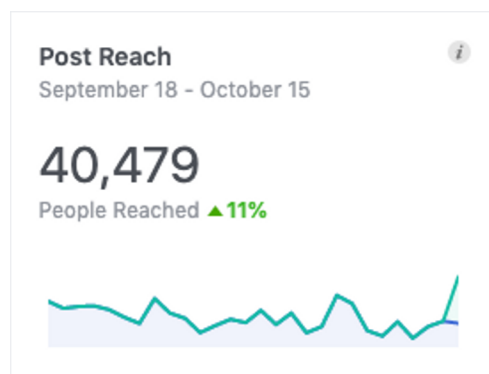 Post Reach
i
September 18 - October 15
40,479
People Reached ▲11%